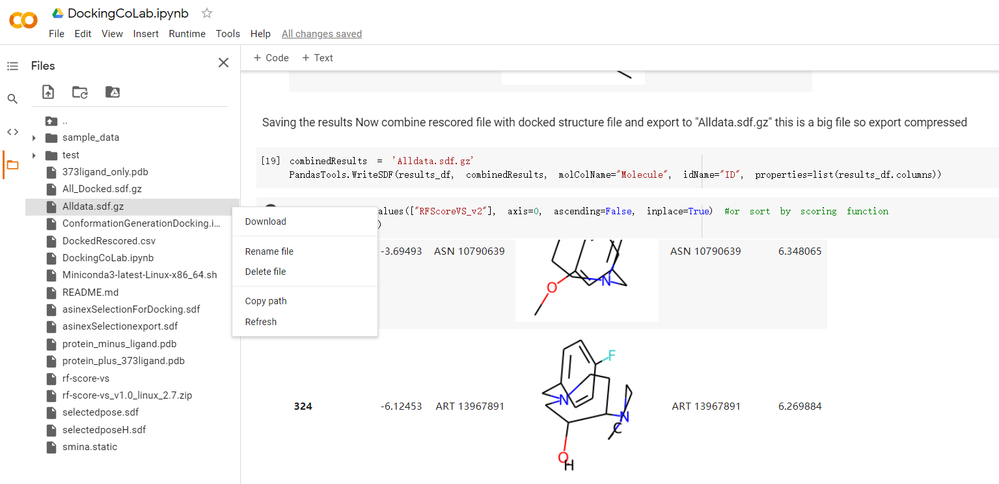 DockingCoLab.ipynb
File Edit View Insert Runtime Tools Help All changes saved
Files
+ Code + Text
..
sample_data
test
373ligand_only.pdb
All_Docked.sdf.gz
Alldata.sdf.gz
ConformationGenerationDocking.i...
DockedRescored.csv
DockingCoLab.ipynb
Miniconda3-latest-Linux-x86_64.sh
README.md
asinexSelectionForDocking.sdf
asinexSelectionexport.sdf
protein_minus_ligand.pdb
protein_plus_373ligand.pdb
rf-score-vs
rf-score-vs_v1.0_linux_2.7.zip
selectedpose.sdf
selectedposeH.sdf
smina.static
Download
Rename file
Delete file
Copy path
Refresh
Saving the results Now combine rescored file with docked structure file and export to "Alldata.sdf.gz" this is a big file so export compressed
[19] combinedResults = 'Alldata.sdf.gz'
PandasTools.WriteSDF(results_df, combinedResults, molColName="Molecule", idName="ID", properties=list(results_df.columns))
alues(["RFScoreVS_v2"], axis=0, ascending=False, inplace=True) #or sort by scoring function
)
-3.69493 ASN 10790639 ASN 10790639 6.348065
N
O
324 -6.12453 ART 13967891 ART 13967891 6.269884
F
N
N
C
O
H